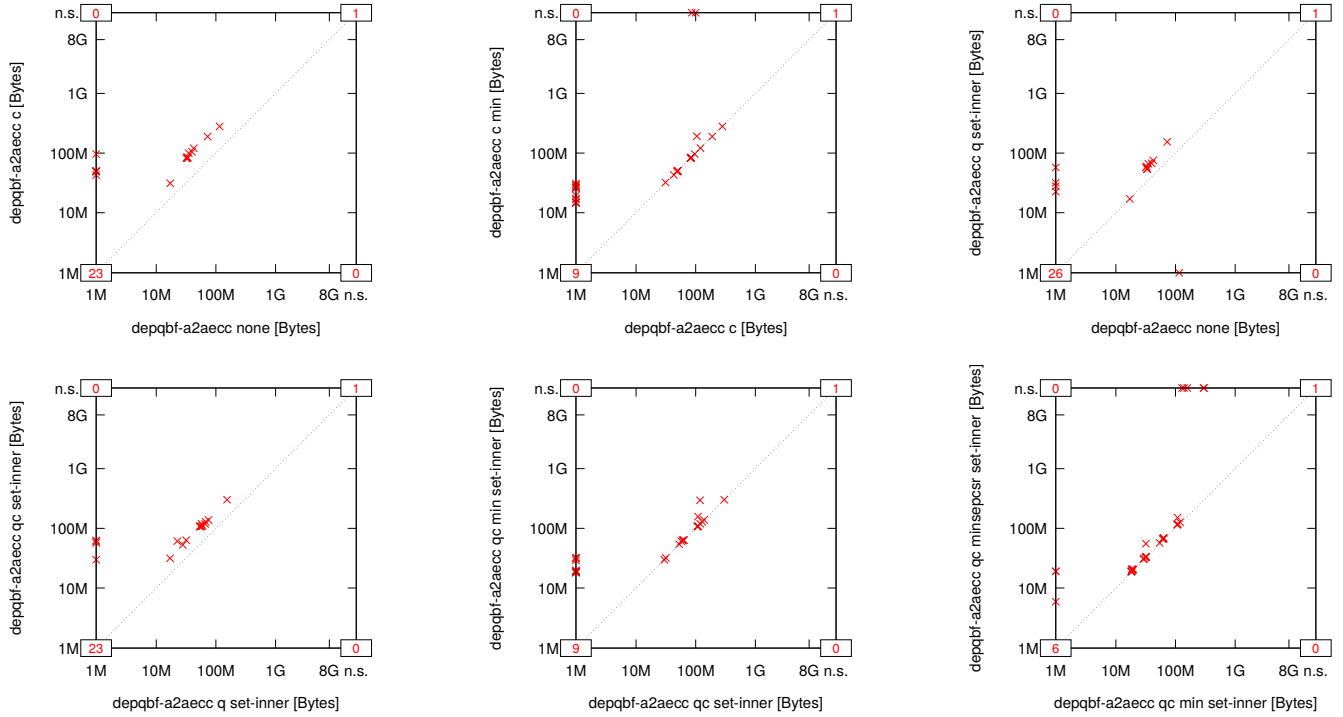 n.s. 0 1
8G
1G
100M
10M
1M 23 0
1M 10M 100M 1G 8G n.s.
depqbf-a2aecc c [Bytes]
depqbf-a2aecc none [Bytes]
n.s. 0 1
8G
1G
100M
10M
1M 9 0
1M 10M 100M 1G 8G n.s.
depqbf-a2aecc c min [Bytes]
depqbf-a2aecc c [Bytes]
n.s. 0 1
8G
1G
100M
10M
1M 26 0
1M 10M 100M 1G 8G n.s.
depqbf-a2aecc q set-inner [Bytes]
depqbf-a2aecc none [Bytes]
n.s. 0 1
8G
1G
100M
10M
1M 23 0
1M 10M 100M 1G 8G n.s.
depqbf-a2aecc qc set-inner [Bytes]
depqbf-a2aecc q set-inner [Bytes]
n.s. 0 1
8G
1G
100M
10M
1M 9 0
1M 10M 100M 1G 8G n.s.
depqbf-a2aecc qc min set-inner [Bytes]
depqbf-a2aecc qc set-inner [Bytes]
n.s. 0 1
8G
1G
100M
10M
1M 6 0
1M 10M 100M 1G 8G n.s.
depqbf-a2aecc qc minsepcsr set-inner [Bytes]
depqbf-a2aecc qc min set-inner [Bytes]